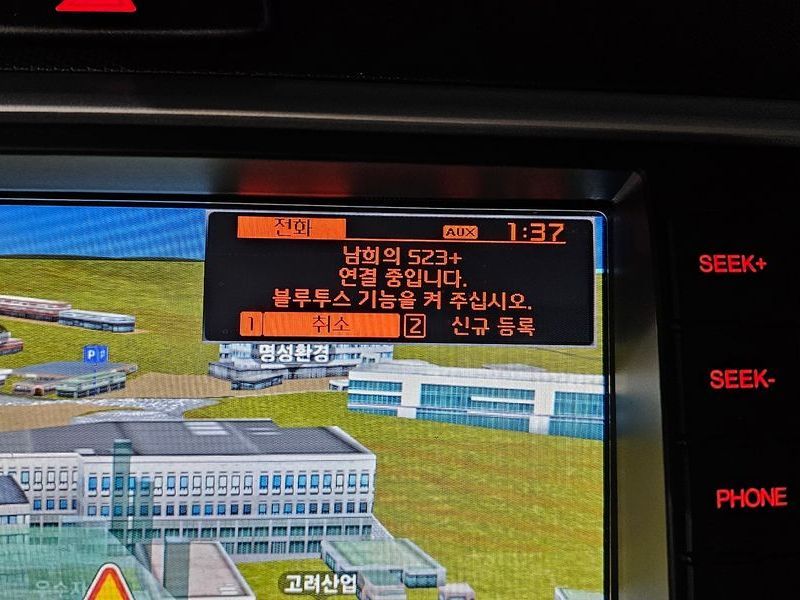 전화 AUX 1:37
남희의 S23+
연결 중입니다.
블루투스 기능을 켜 주십시오.
1 취소 2 신규 등록
SEEK+
P
명성환경
SEEK-
PHONE
고려산업